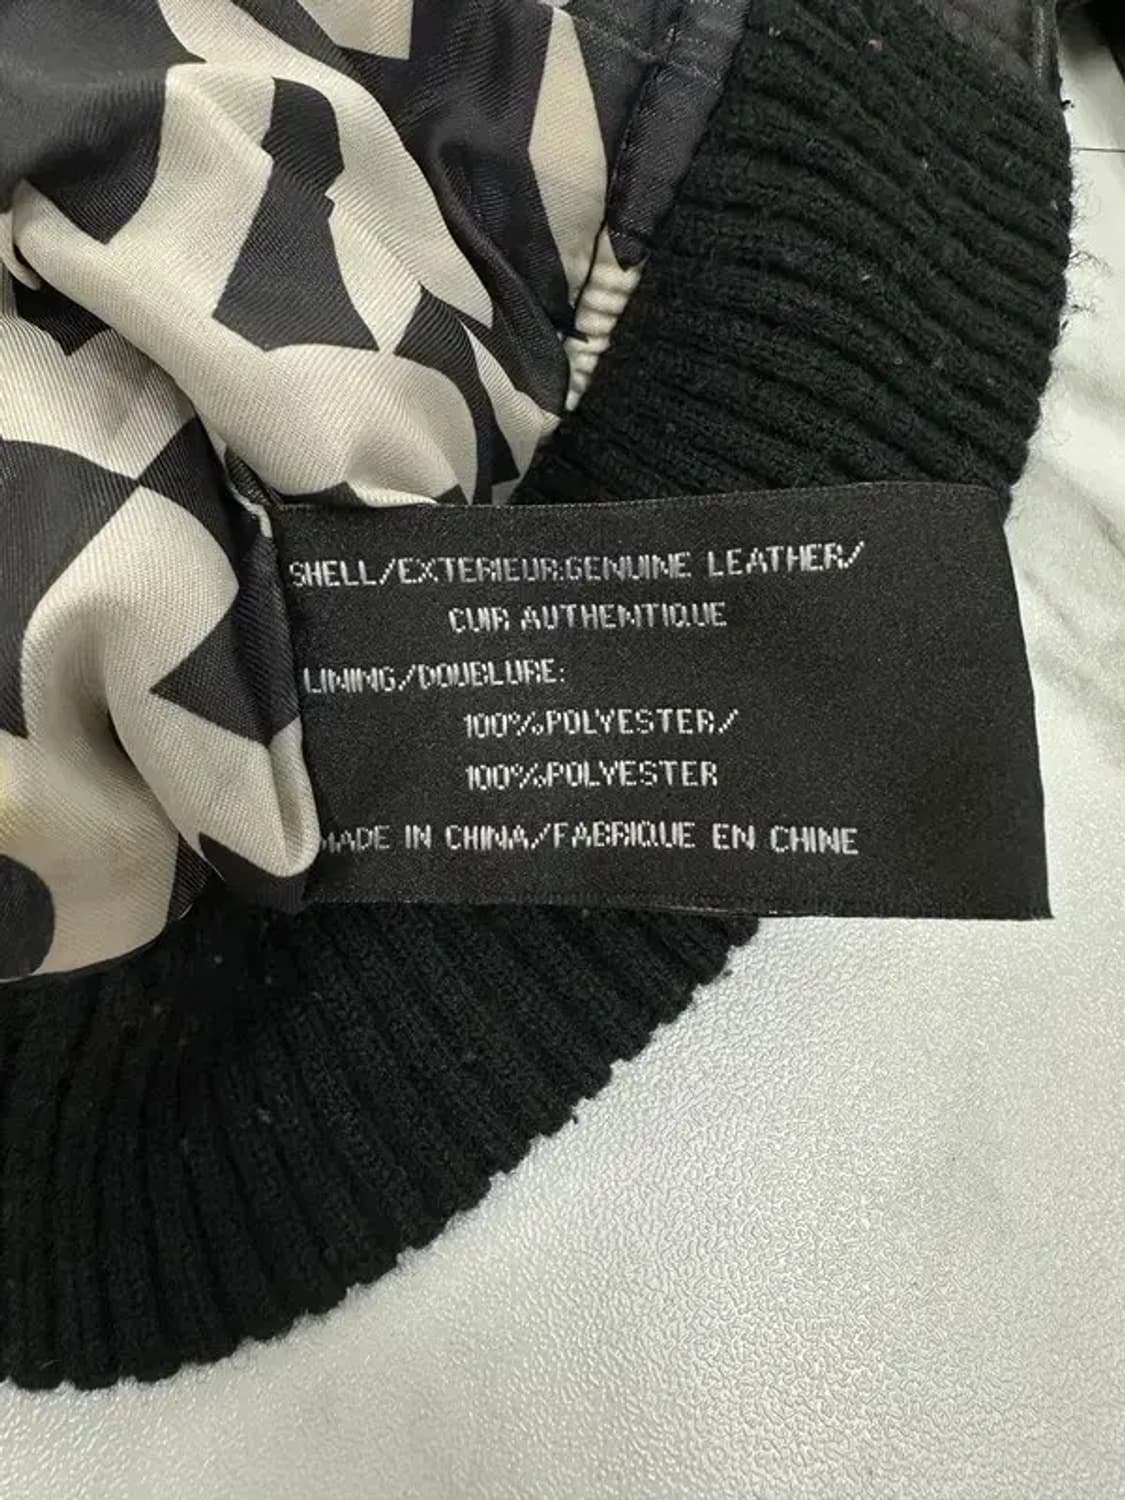 SHELL/EXTERIEUR:GENUINE LEATHER/
CUIR AUTHENTIQUE
LINING/DOUBLURE:
100%POLYESTER/
100%POLYESTER
MADE IN CHINA/FABRIQUE EN CHINE